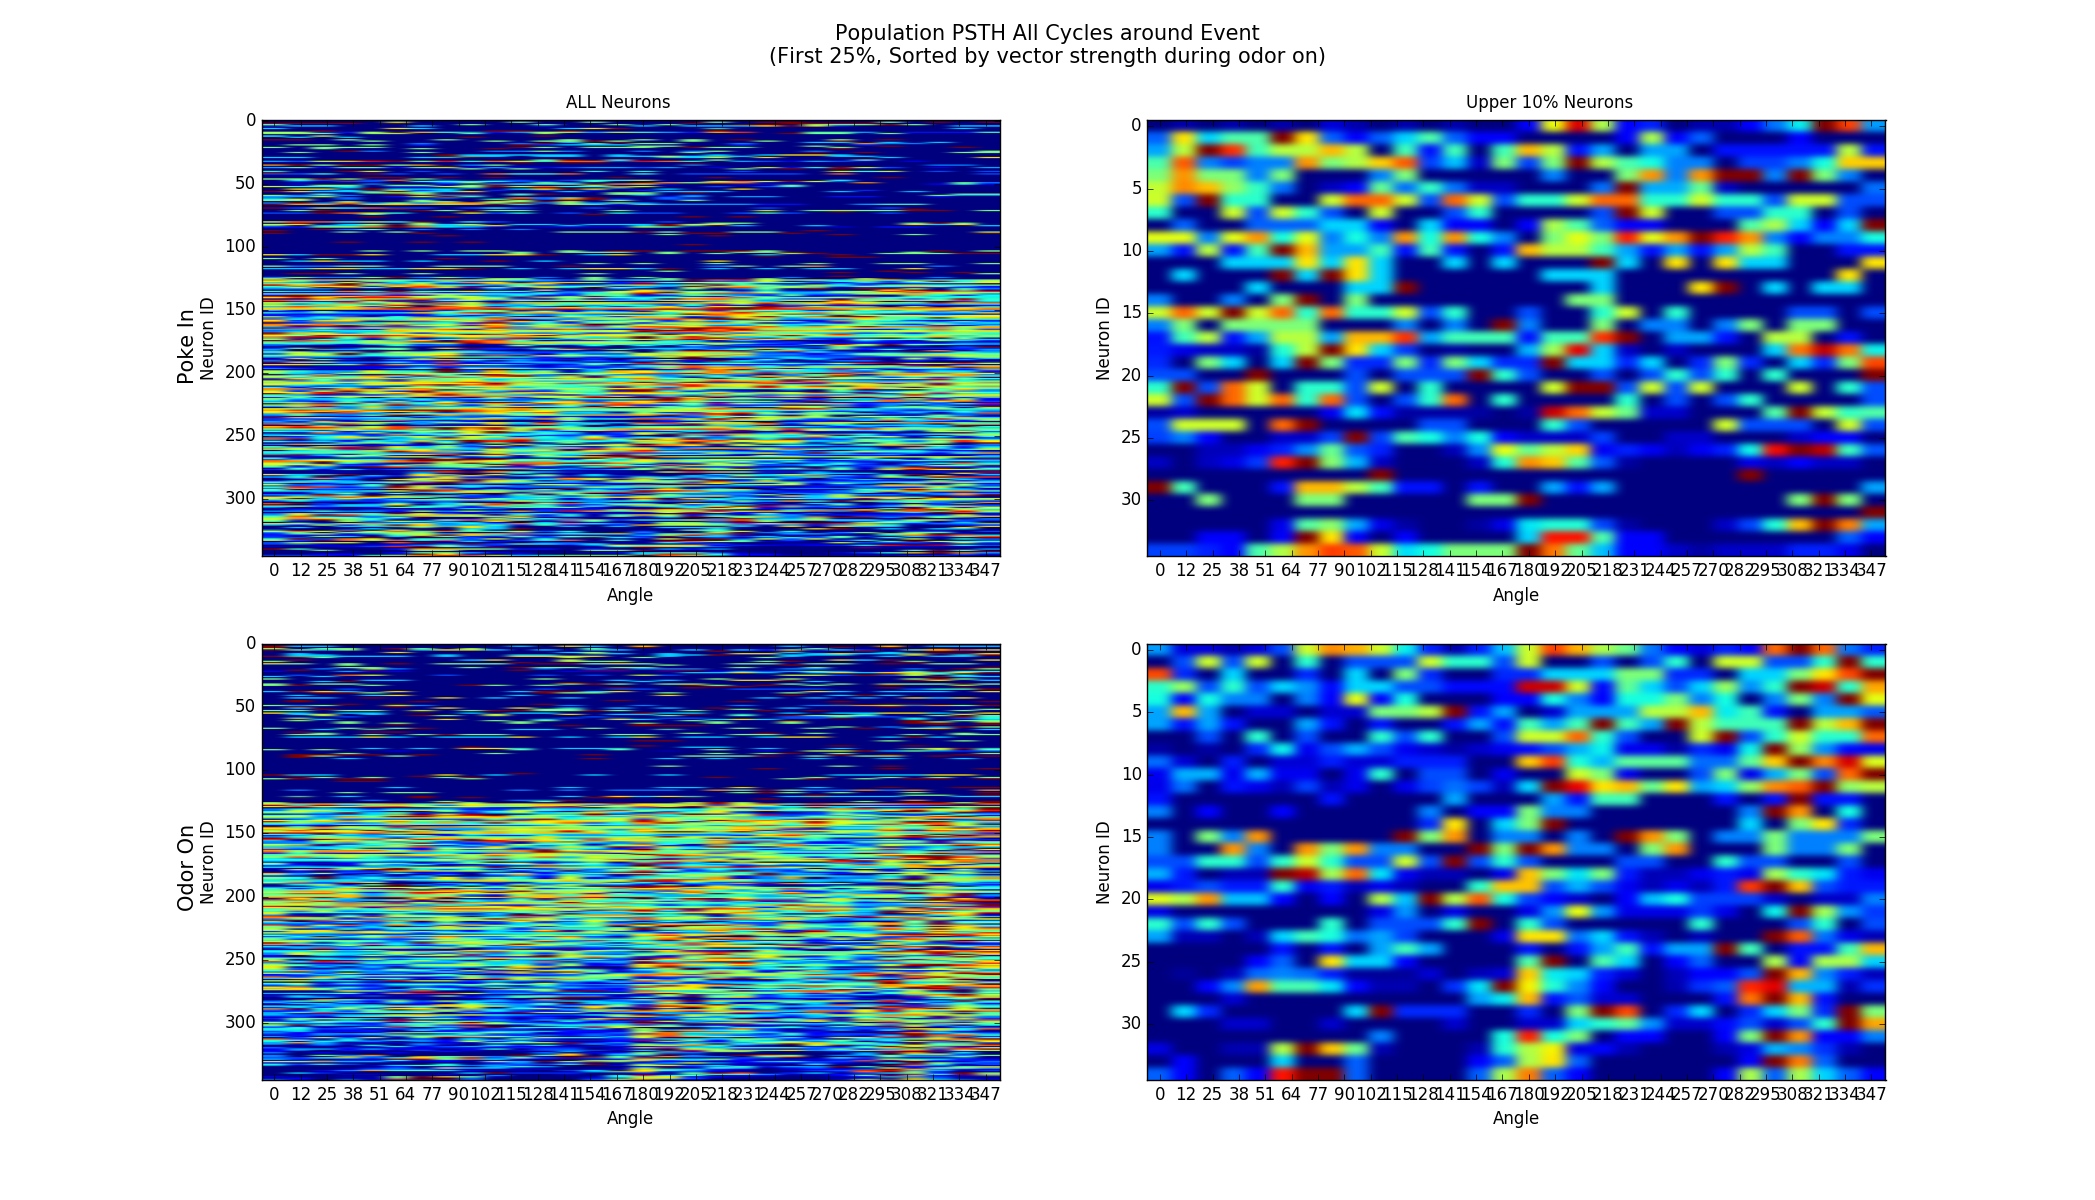 Population PSTH All Cycles around Event
(First 25%, Sorted by vector strength during odor on)
ALL Neurons
Upper 10% Neurons
Poke In
Neuron ID
0
50
100
150
200
250
300
0 12 25 38 51 64 77 90 102 115 128 141 154 167 180 192 205 218 231 244 257 270 282 295 308 321 334 347
Angle
Neuron ID
0
5
10
15
20
25
30
0 12 25 38 51 64 77 90 102 115 128 141 154 167 180 192 205 218 231 244 257 270 282 295 308 321 334 347
Angle
Odor On
Neuron ID
0
50
100
150
200
250
300
0 12 25 38 51 64 77 90 102 115 128 141 154 167 180 192 205 218 231 244 257 270 282 295 308 321 334 347
Angle
Neuron ID
0
5
10
15
20
25
30
0 12 25 38 51 64 77 90 102 115 128 141 154 167 180 192 205 218 231 244 257 270 282 295 308 321 334 347
Angle